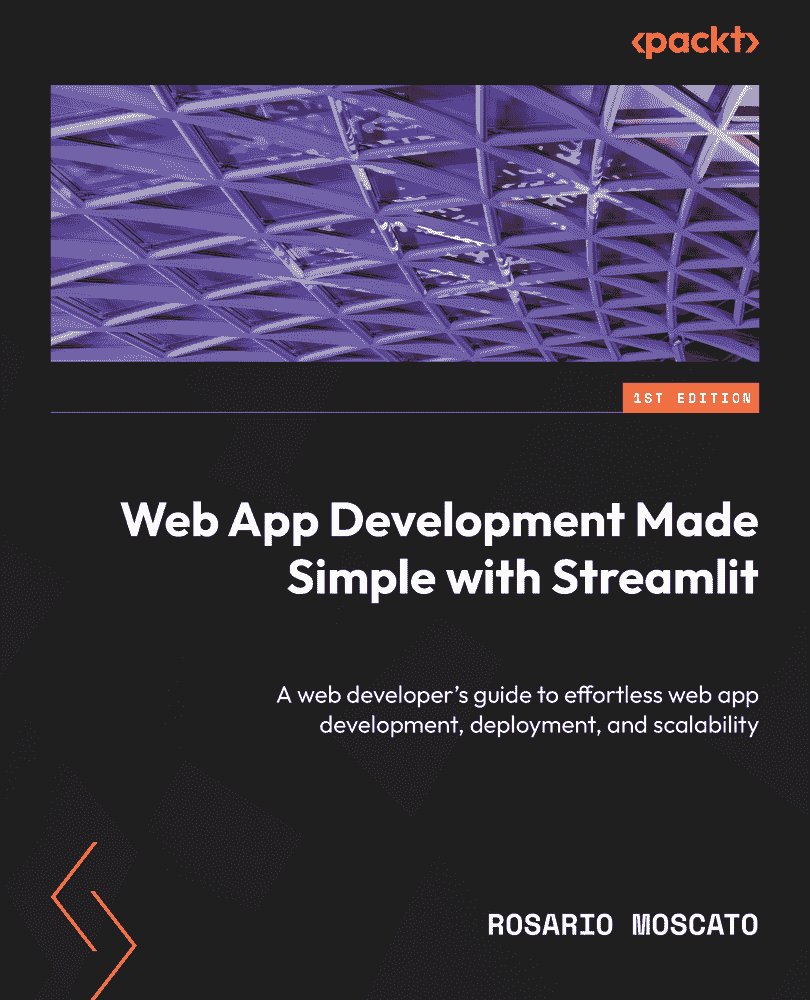 <packt>
1ST EDITION
Web App Development Made
Simple with Streamlit
A web developer's guide to effortless web app
development, deployment, and scalability
ROSARIO MOSCATO